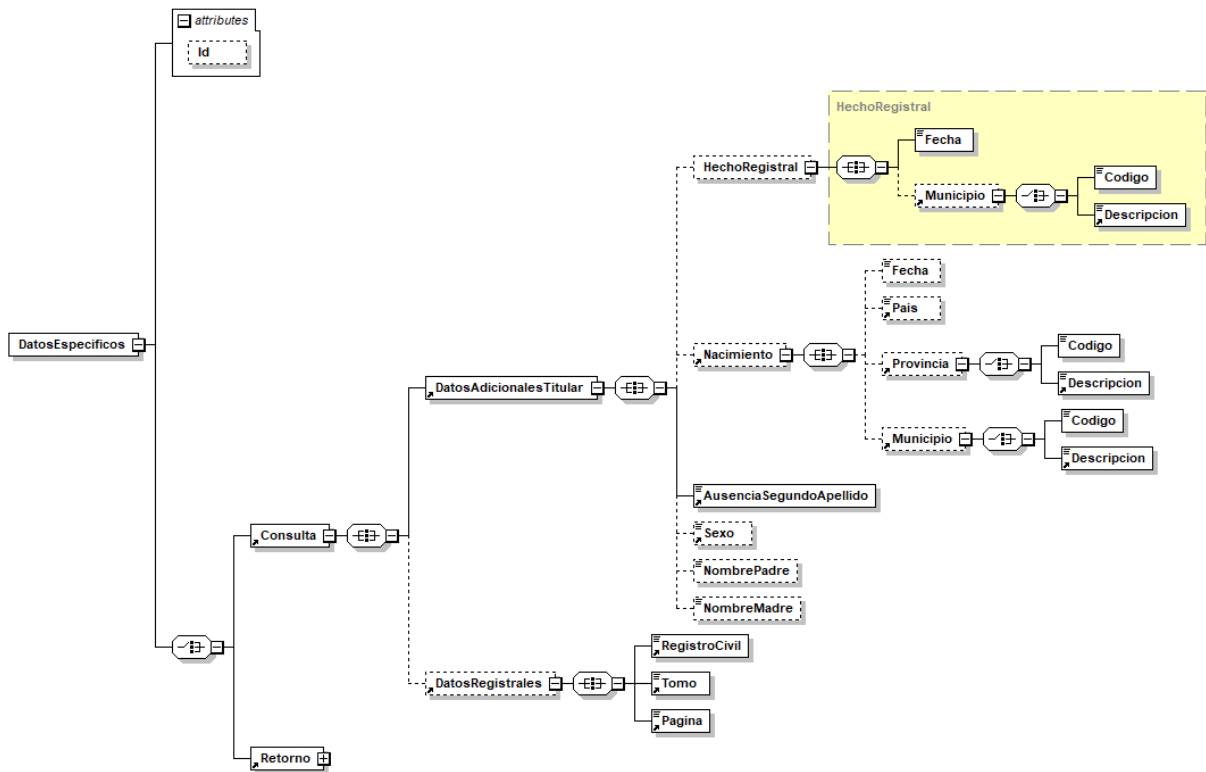 attributes
Id
HechoRegistral
Fecha
HechoRegistral
Codigo
Municipio
Descripcion
Fecha
Pais
DatosEspecificos
Codigo
Nacimiento
Provincia
Descripcion
DatosAdicionalesTitular
Codigo
Municipio
Descripcion
AusenciaSegundoApellido
Consulta
Sexo
NombrePadre
NombreMadre
RegistroCivil
DatosRegistrales
Tomo
Pagina
Retorno